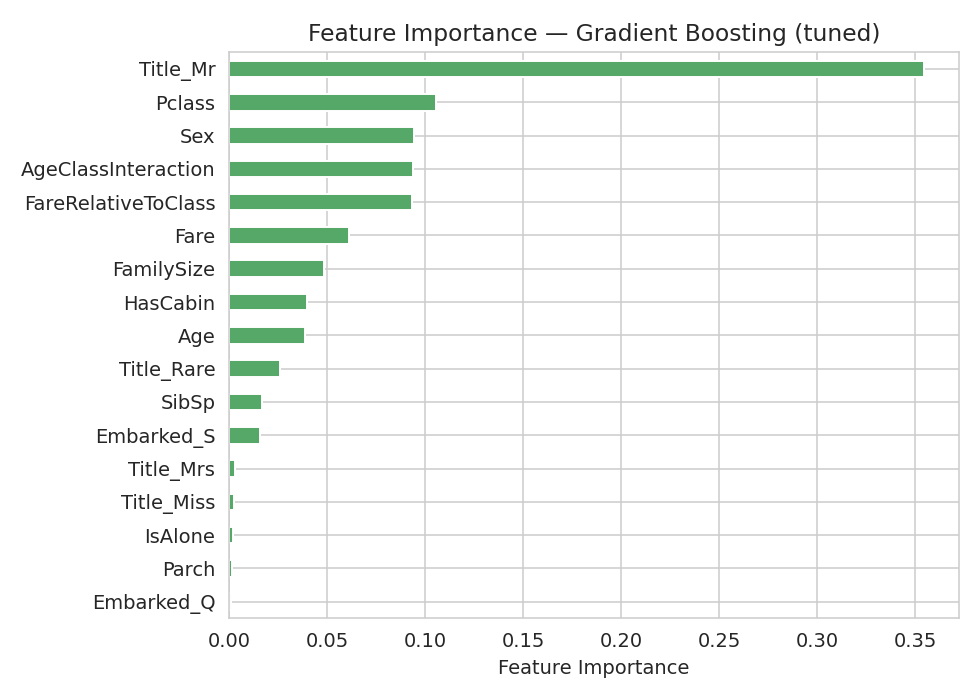 Feature Importance — Gradient Boosting (tuned)
Title_Mr
Pclass
Sex
AgeClassInteraction
FareRelativeToClass
Fare
FamilySize
HasCabin
Age
Title_Rare
SibSp
Embarked_S
Title_Mrs
Title_Miss
IsAlone
Parch
Embarked_Q
0.00 0.05 0.10 0.15 0.20 0.25 0.30 0.35
Feature Importance